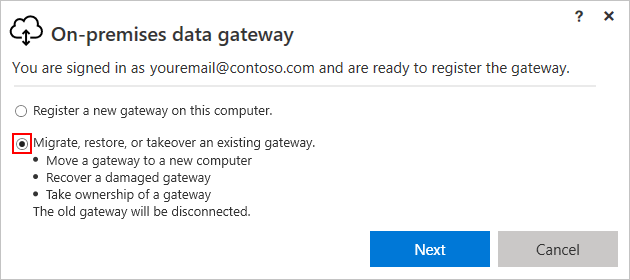 ? ×
On-premises data gateway
You are signed in as youremail@contoso.com and are ready to register the gateway.
Register a new gateway on this computer.
Migrate, restore, or takeover an existing gateway.
• Move a gateway to a new computer
• Recover a damaged gateway
• Take ownership of a gateway
The old gateway will be disconnected.
Next Cancel